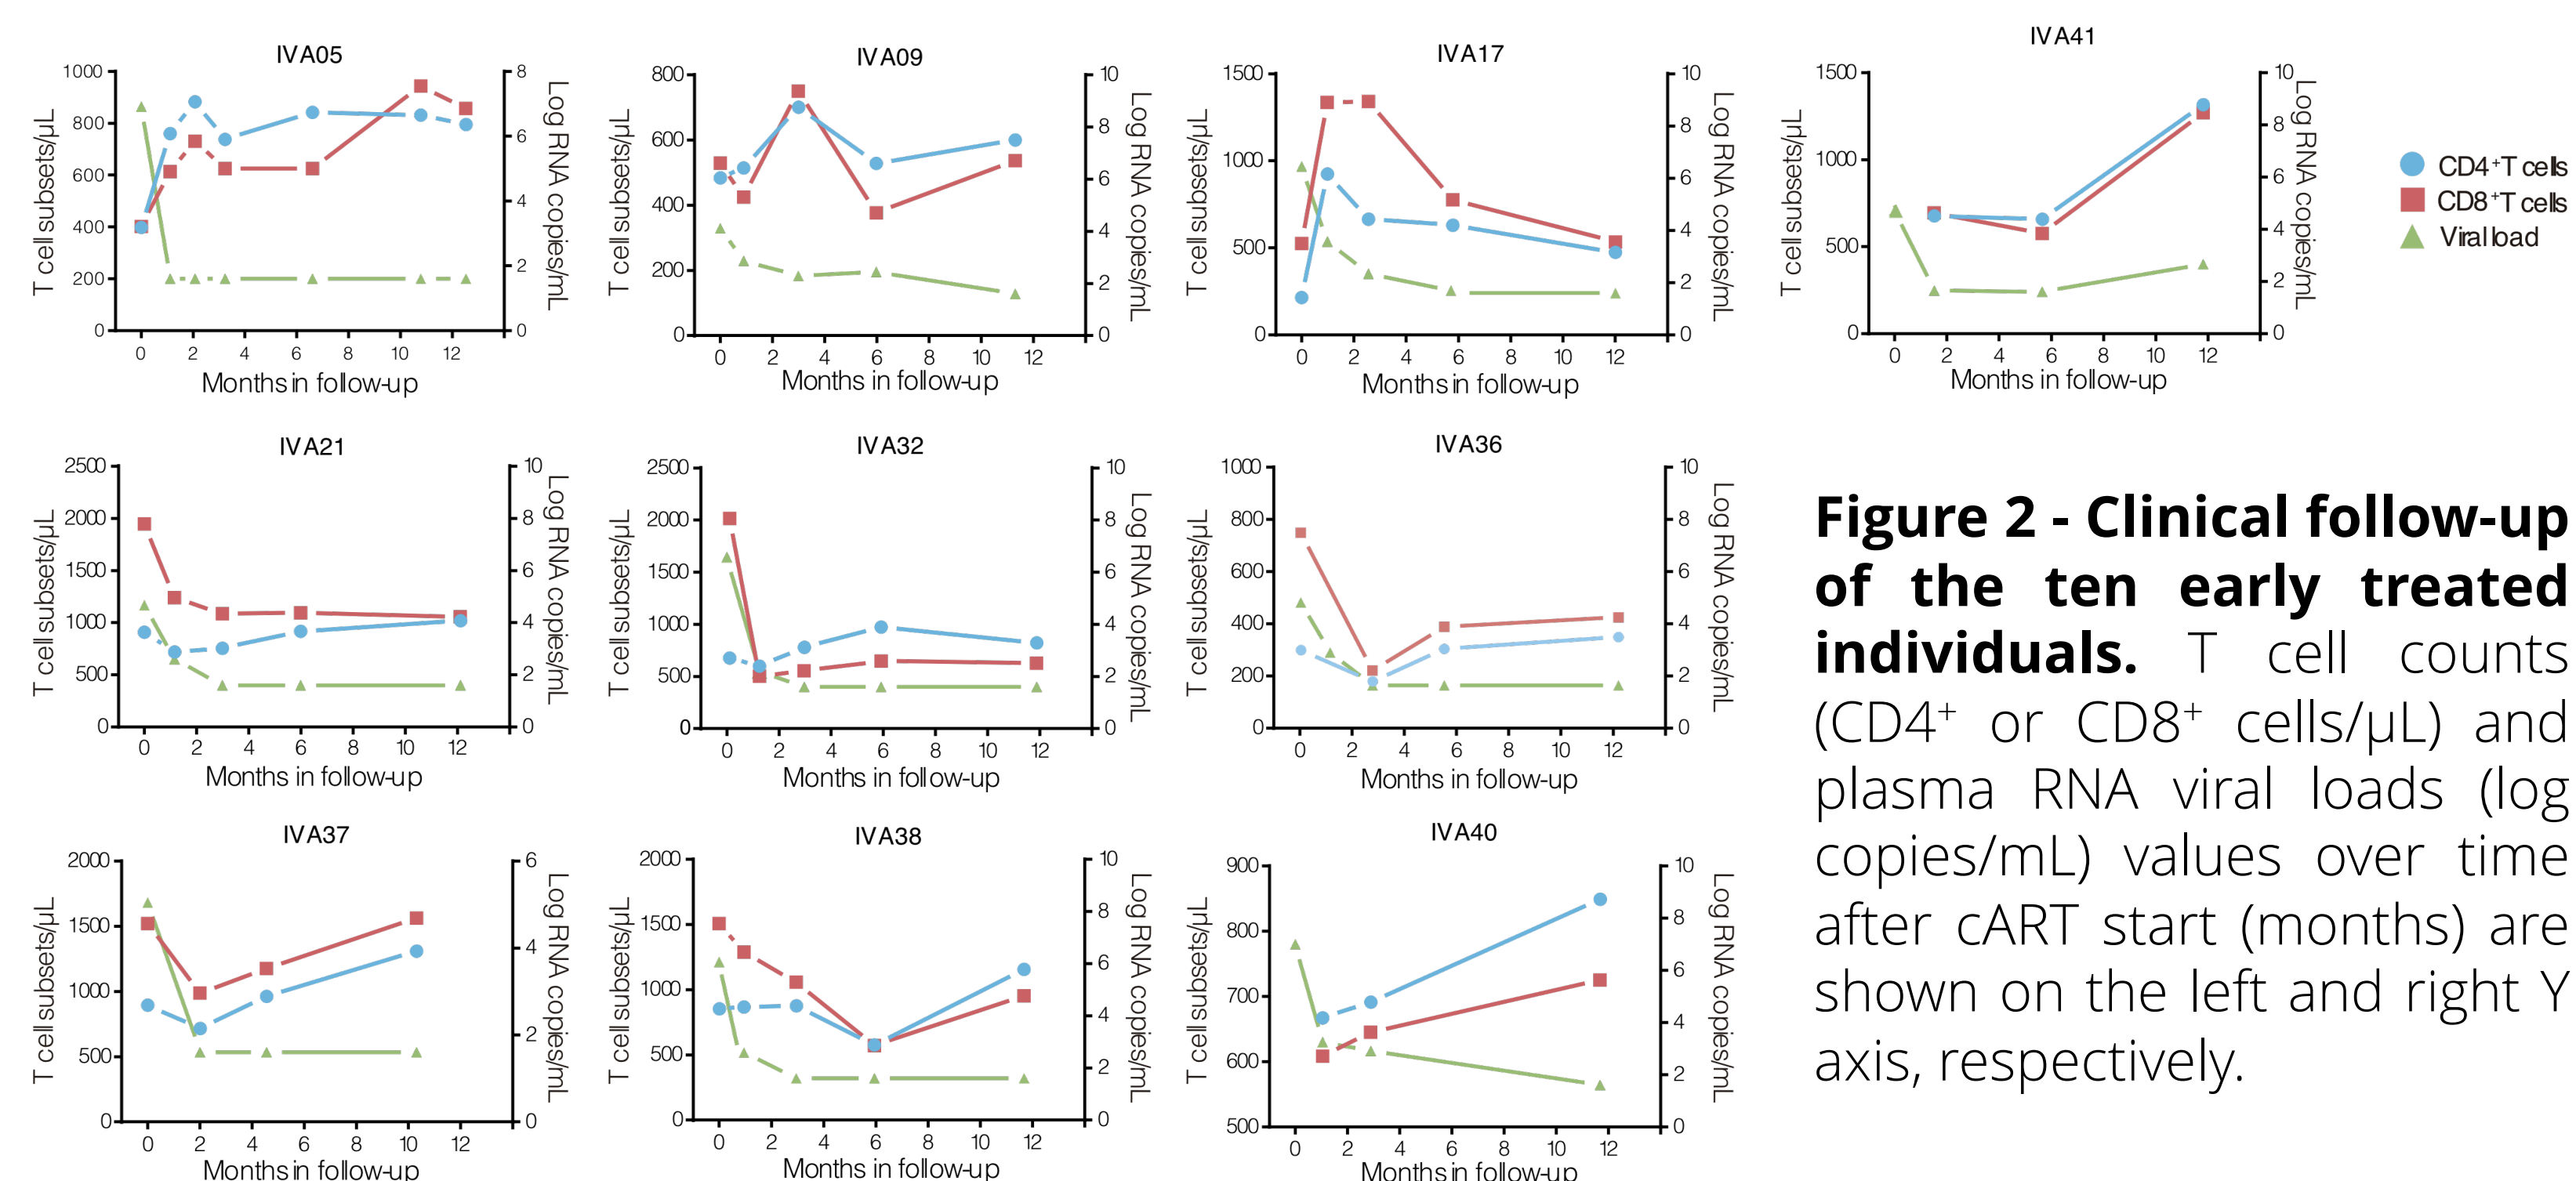 IVA05
1000
800
600
400
200
0
T cell subsets/µL
8
6
4
2
0
Log RNA copies/mL
0 2 4 6 8 10 12
Months in follow-up
IVA09
800
600
400
200
0
T cell subsets/µL
10
8
6
4
2
0
Log RNA copies/mL
0 2 4 6 8 10 12
Months in follow-up
IVA17
1500
1000
500
0
T cell subsets/µL
10
8
6
4
2
0
Log RNA copies/mL
0 2 4 6 8 10 12
Months in follow-up
IVA41
1500
1000
500
0
T cell subsets/µL
10
8
6
4
2
0
Log RNA copies/mL
0 2 4 6 8 10 12
Months in follow-up
CD4⁺T cells
CD8⁺T cells
Viral load
IVA21
2500
2000
1500
1000
500
0
T cell subsets/µL
10
8
6
4
2
0
Log RNA copies/mL
0 2 4 6 8 10 12
Months in follow-up
IVA32
2500
2000
1500
1000
500
0
T cell subsets/µL
10
8
6
4
2
0
Log RNA copies/mL
0 2 4 6 8 10 12
Months in follow-up
IVA36
1000
800
600
400
200
0
T cell subsets/µL
10
8
6
4
2
0
Log RNA copies/mL
0 2 4 6 8 10 12
Months in follow-up
IVA37
2000
1500
1000
500
0
T cell subsets/µL
6
4
2
0
Log RNA copies/mL
0 2 4 6 8 10 12
Months in follow-up
IVA38
2000
1500
1000
500
0
T cell subsets/µL
10
8
6
4
2
0
Log RNA copies/mL
0 2 4 6 8 10 12
Months in follow-up
IVA40
900
800
700
600
500
T cell subsets/µL
10
8
6
4
2
0
Log RNA copies/mL
0 2 4 6 8 10 12
Months in follow-up
Figure 2 - Clinical follow-up
of the ten early treated
individuals. T cell counts
(CD4⁺ or CD8⁺ cells/µL) and
plasma RNA viral loads (log
copies/mL) values over time
after cART start (months) are
shown on the left and right Y
axis, respectively.